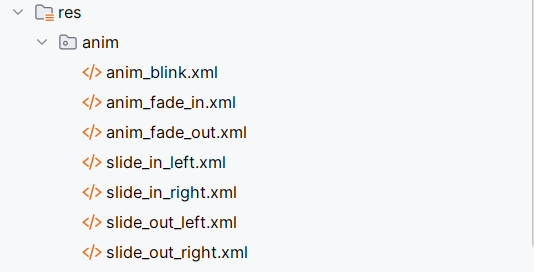 res
anim
anim_blink.xml
anim_fade_in.xml
anim_fade_out.xml
slide_in_left.xml
slide_in_right.xml
slide_out_left.xml
slide_out_right.xml